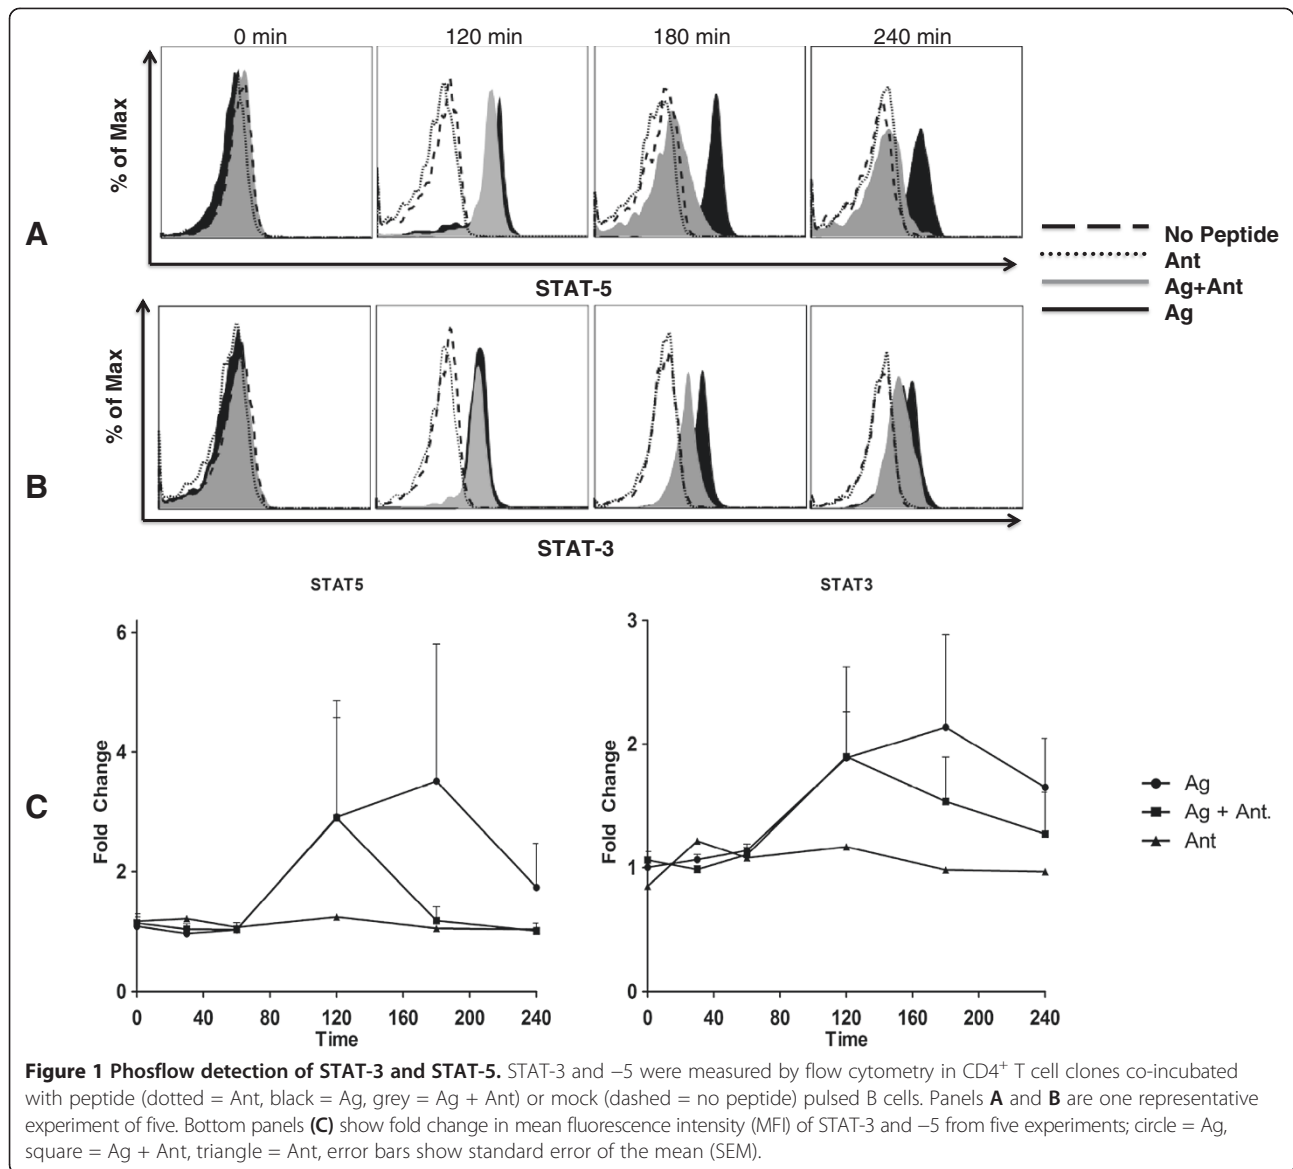 0 min 120 min 180 min 240 min
% of Max
A
STAT-5
No Peptide
Ant
Ag+Ant
Ag
% of Max
B
STAT-3
C
STAT5
6
4
2
0
Fold Change
0 40 80 120 160 200 240
Time
STAT3
3
2
1
0
Fold Change
0 40 80 120 160 200 240
Time
Ag
Ag + Ant.
Ant
Figure 1 Phosflow detection of STAT-3 and STAT-5. STAT-3 and −5 were measured by flow cytometry in CD4⁺ T cell clones co-incubated
with peptide (dotted = Ant, black = Ag, grey = Ag + Ant) or mock (dashed = no peptide) pulsed B cells. Panels A and B are one representative
experiment of five. Bottom panels (C) show fold change in mean fluorescence intensity (MFI) of STAT-3 and −5 from five experiments; circle = Ag,
square = Ag + Ant, triangle = Ant, error bars show standard error of the mean (SEM).